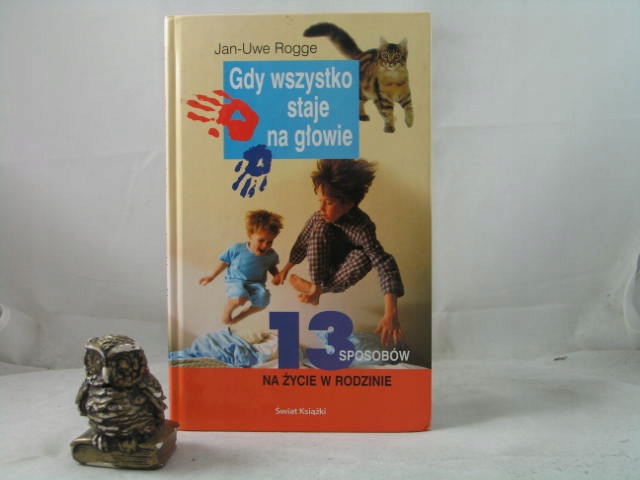 Jan-Uwe Rogge
Gdy wszystko
staje
na głowie
13 SPOSOBÓW
NA ŻYCIE W RODZINIE
Świat Książki